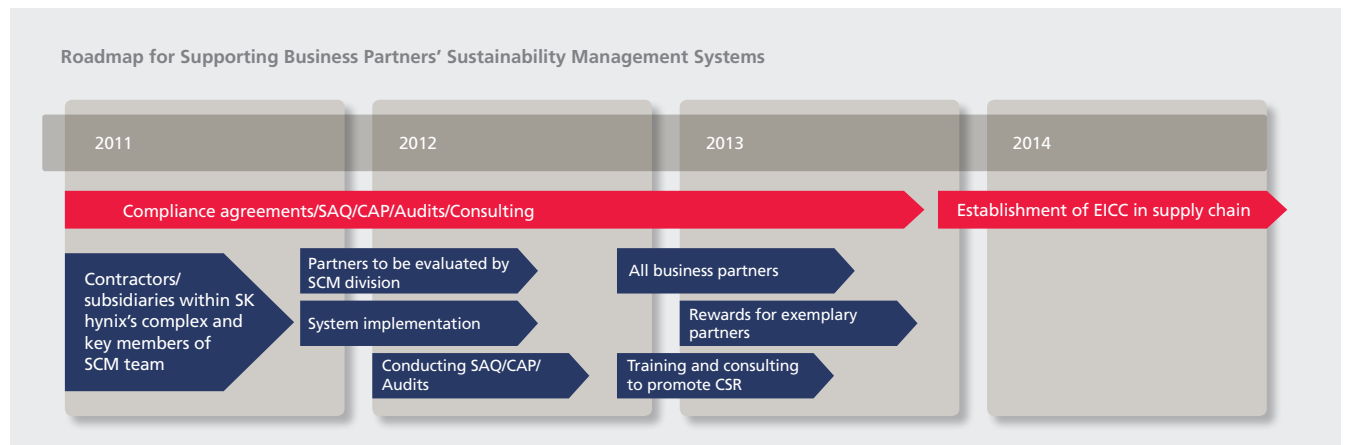 Roadmap for Supporting Business Partners’ Sustainability Management Systems
2011
2012
2013
2014
Compliance agreements/SAQ/CAP/Audits/Consulting
Establishment of EICC in supply chain
Contractors/
subsidiaries within SK
hynix’s complex and
key members of
SCM team
Partners to be evaluated by
SCM division
System implementation
Conducting SAQ/CAP/
Audits
All business partners
Rewards for exemplary
partners
Training and consulting
to promote CSR